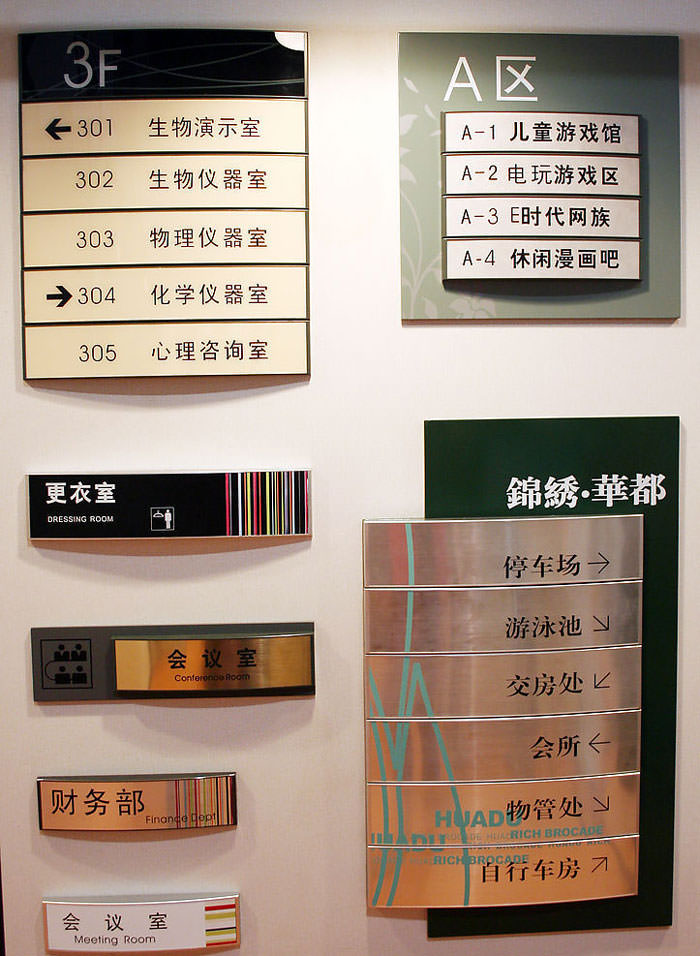 3F
← 301 生物演示室
302 生物仪器室
303 物理仪器室
→ 304 化学仪器室
305 心理咨询室
A区
A-1 儿童游戏馆
A-2 电玩游戏区
A-3 E时代网族
A-4 休闲漫画吧
更衣室
DRESSING ROOM
会议室
Conference Room
财务部
Finance Dept
会议室
Meeting Room
錦綉·華都
停车场 →
游泳池 ↘
交房处 ↙
会所 ←
物管处 ↘
HUADU
RICH BROCADE
HUADU
RICH BROCADE
自行车房 ↗